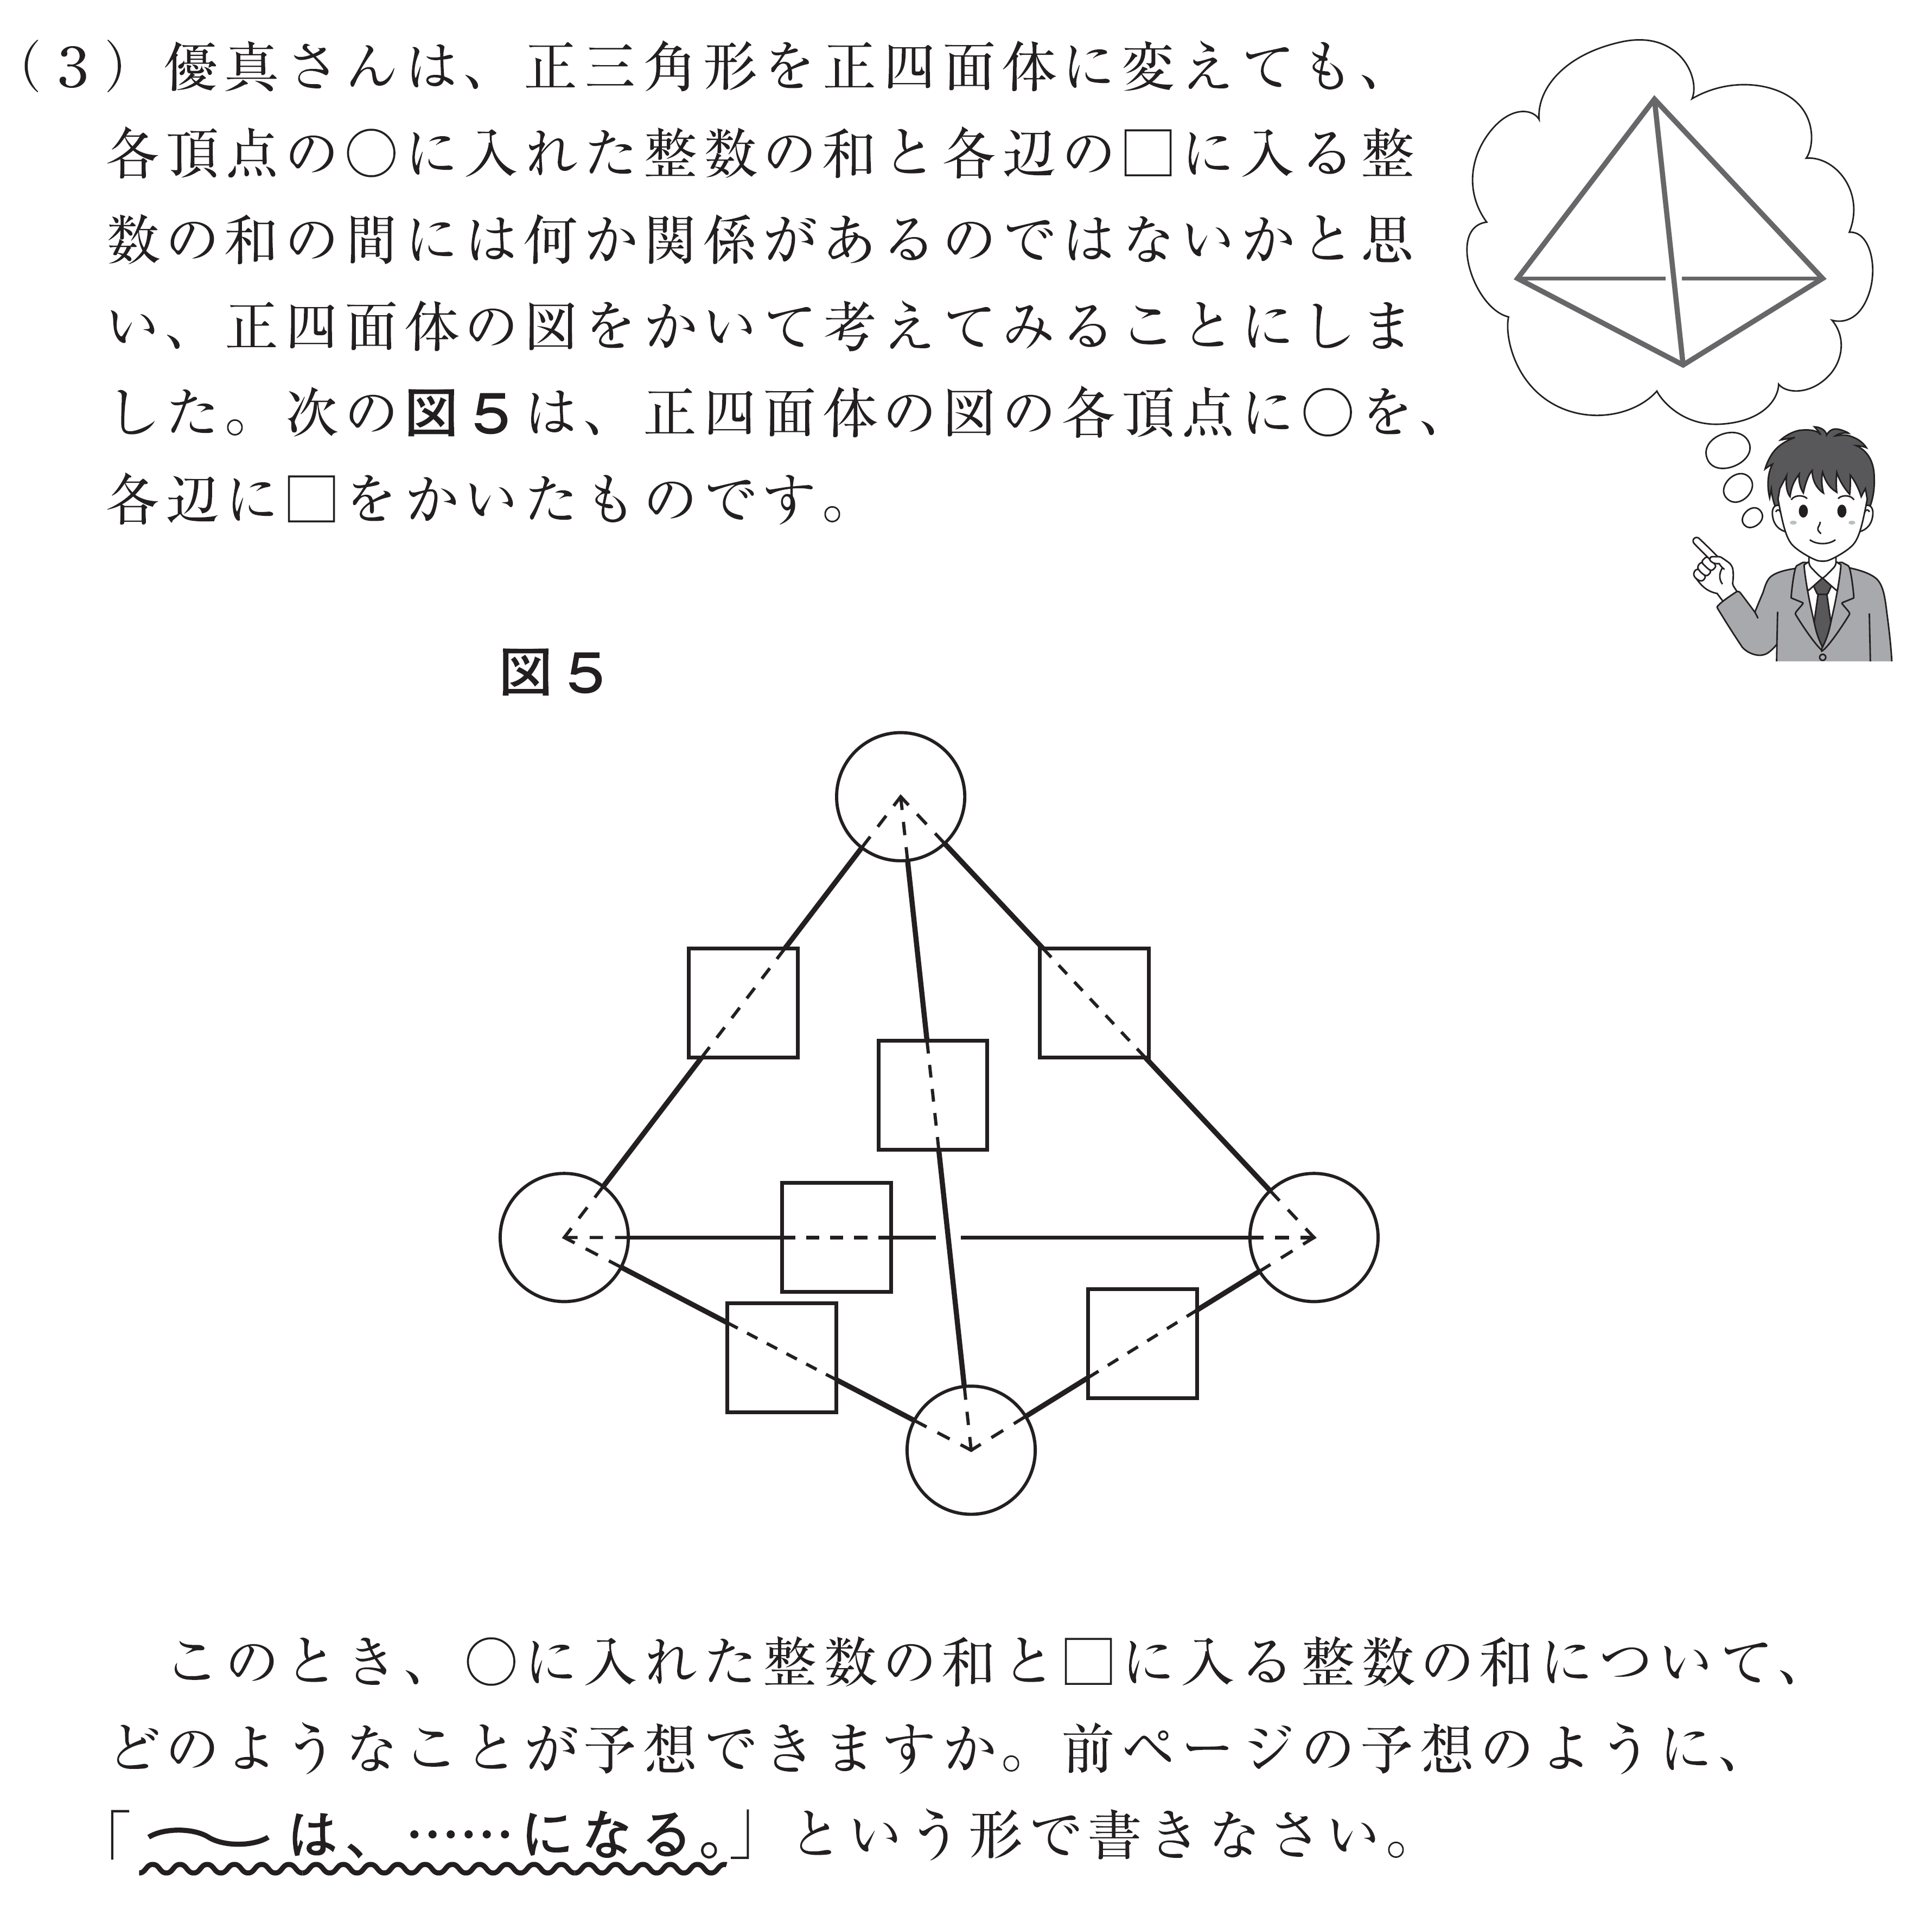 （３）優真さんは、正三角形を正四面体に変えても、
各頂点の○に入れた整数の和と各辺の□に入る整
数の和の間には何か関係があるのではないかと思
い、正四面体の図をかいて考えてみることにしま
した。次の図５は、正四面体の図の各頂点に○を、
各辺に□をかいたものです。
図５
このとき、○に入れた整数の和と□に入る整数の和について、
どのようなことが予想できますか。前ページの予想のように、
「〜〜は、……になる。」という形で書きなさい。